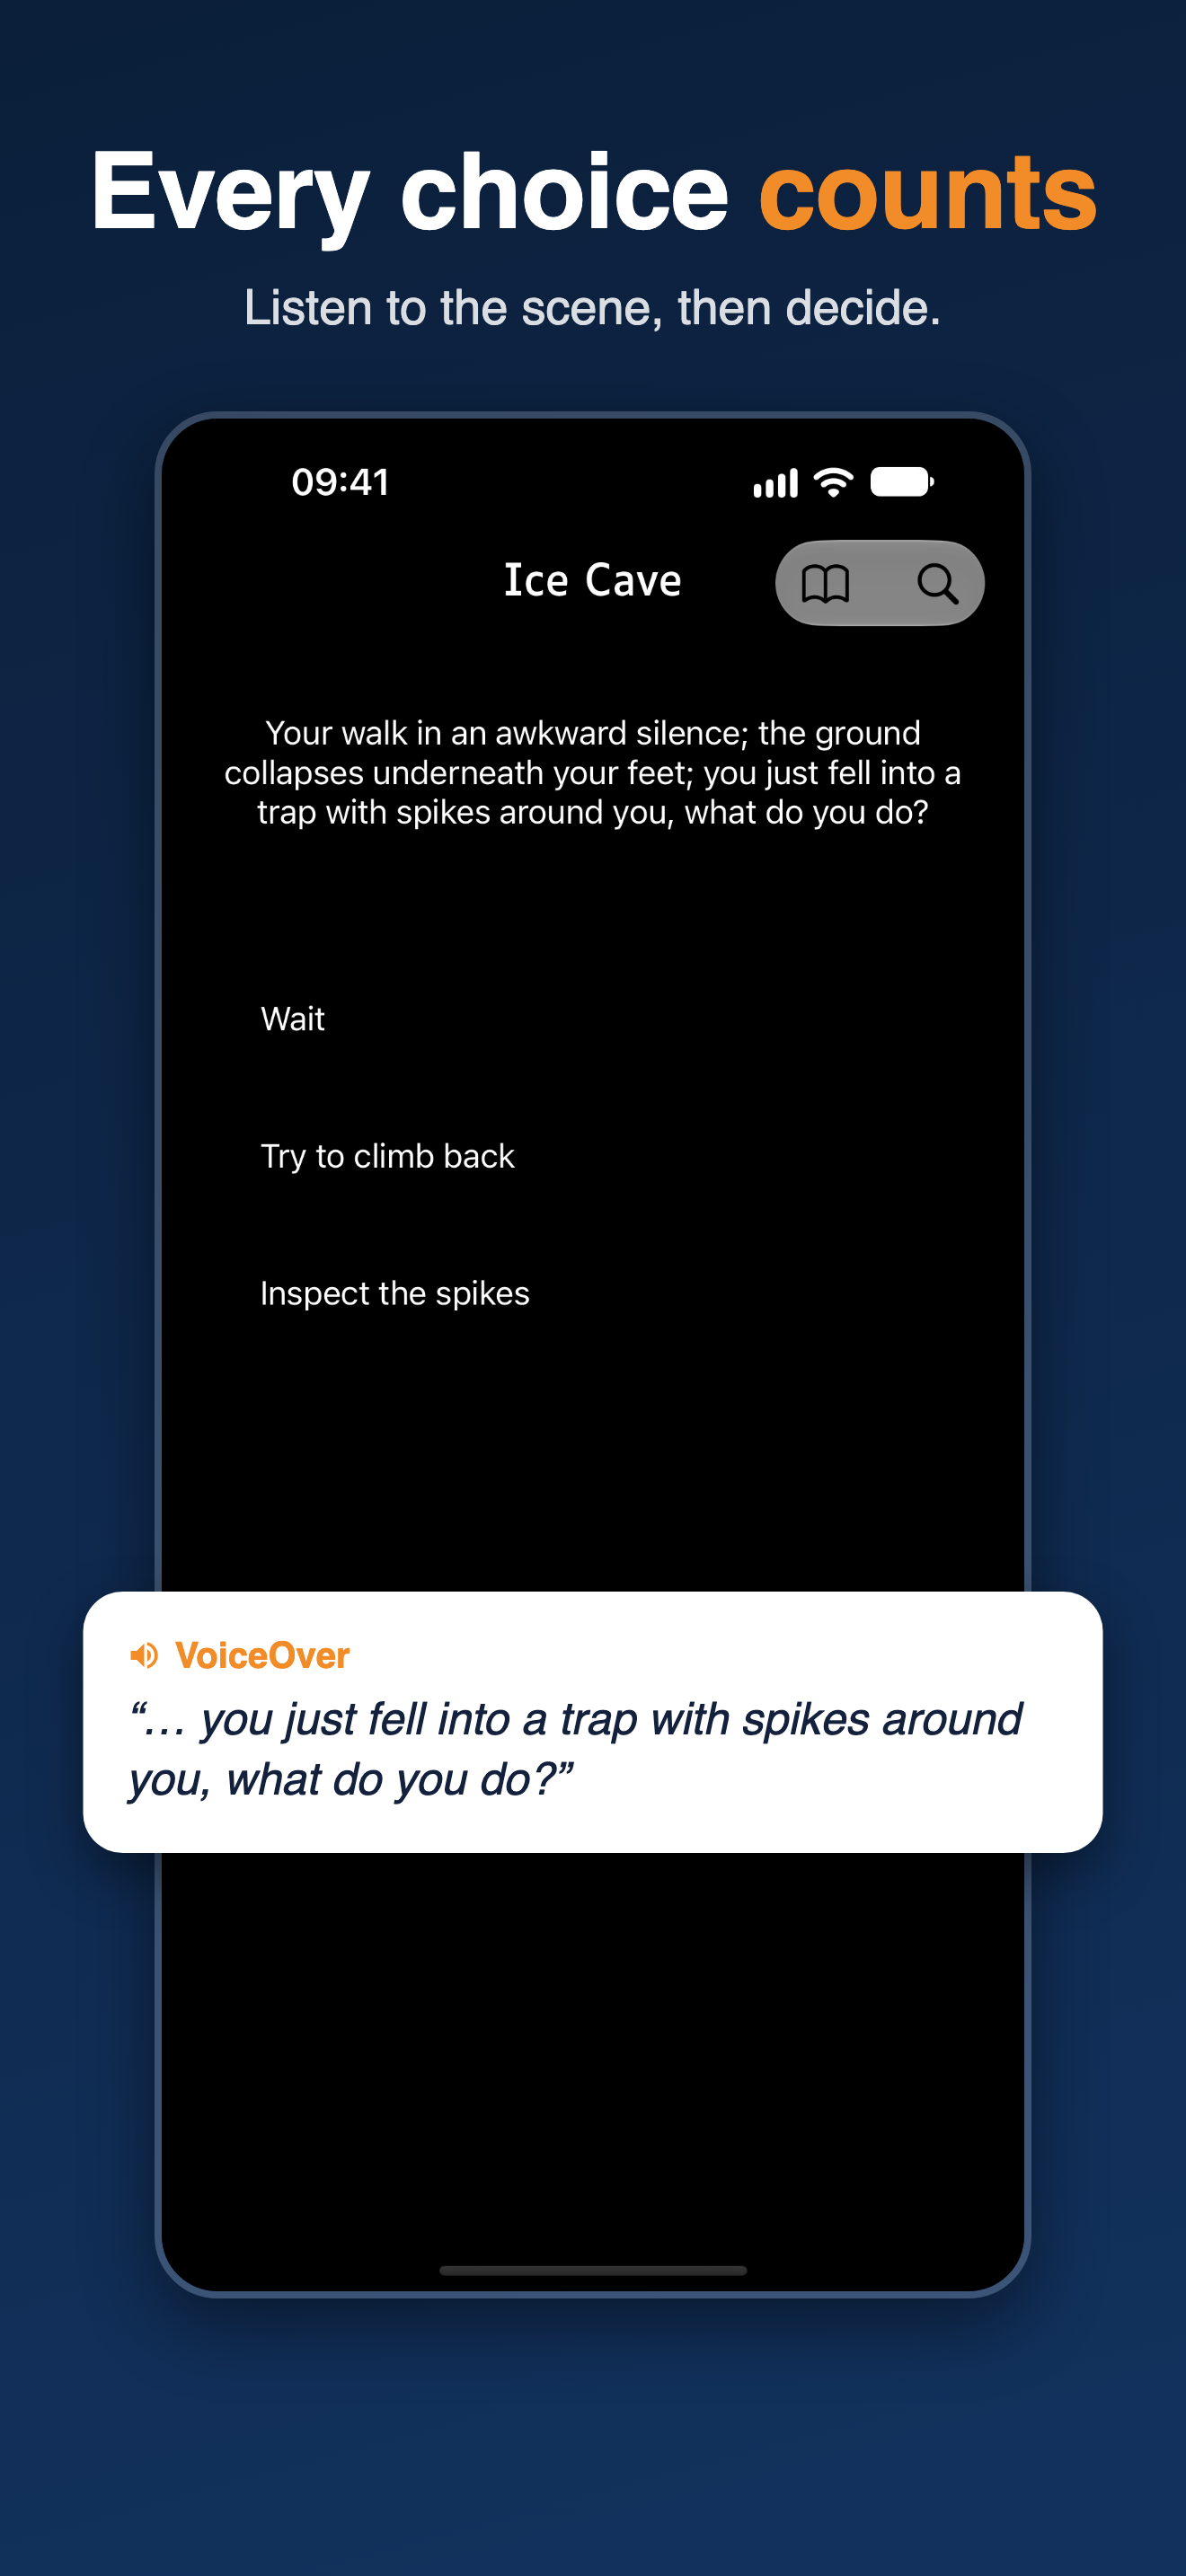 Every choice counts
Listen to the scene, then decide.
09:41
Ice Cave
Your walk in an awkward silence; the ground
collapses underneath your feet; you just fell into a
trap with spikes around you, what do you do?
Wait
Try to climb back
Inspect the spikes
VoiceOver
“… you just fell into a trap with spikes around
you, what do you do?”